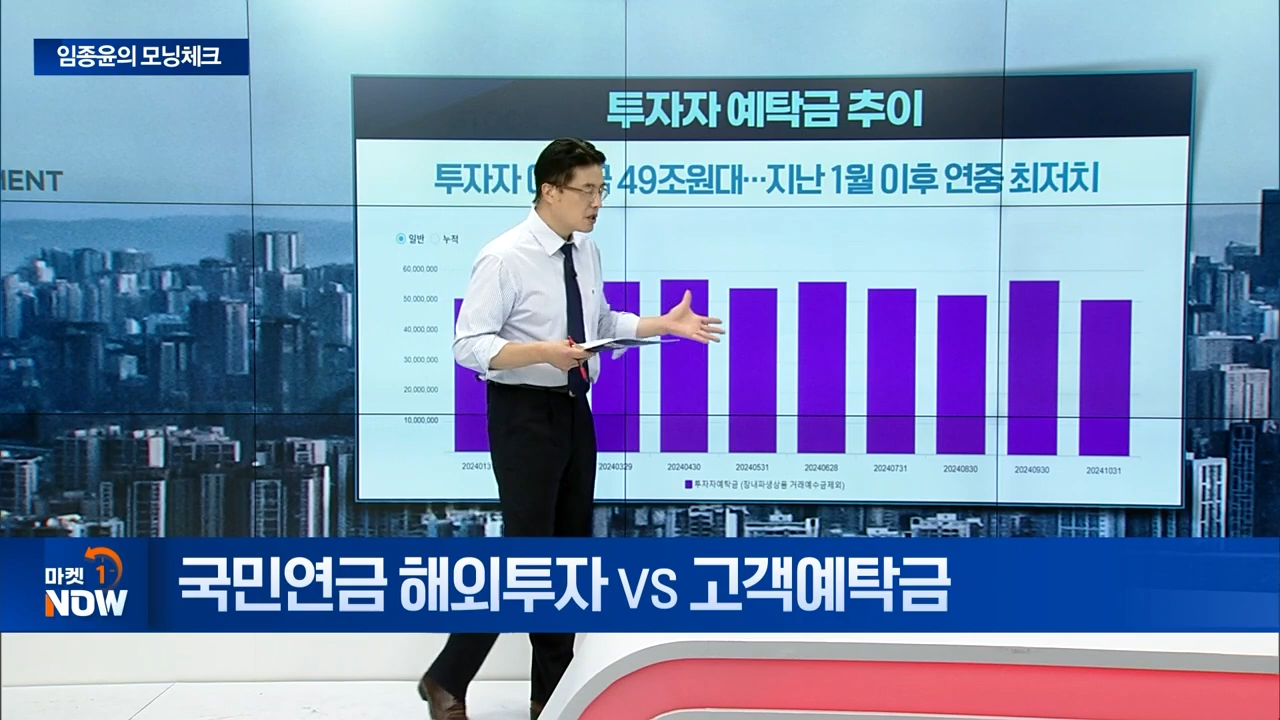 임종윤의 모닝체크
MENT
투자자 예탁금 추이
투자자 49조원대…지난 1월 이후 연중 최저치
일반 누적
60,000,000
50,000,000
40,000,000
30,000,000
20,000,000
10,000,000
2024013 20240329 20240430 20240531 20240628 20240731 20240830 20240930 20241031
투자자예탁금 (장내파생상품 거래예수금제외)
마켓 1
NOW
국민연금 해외투자 VS 고객예탁금